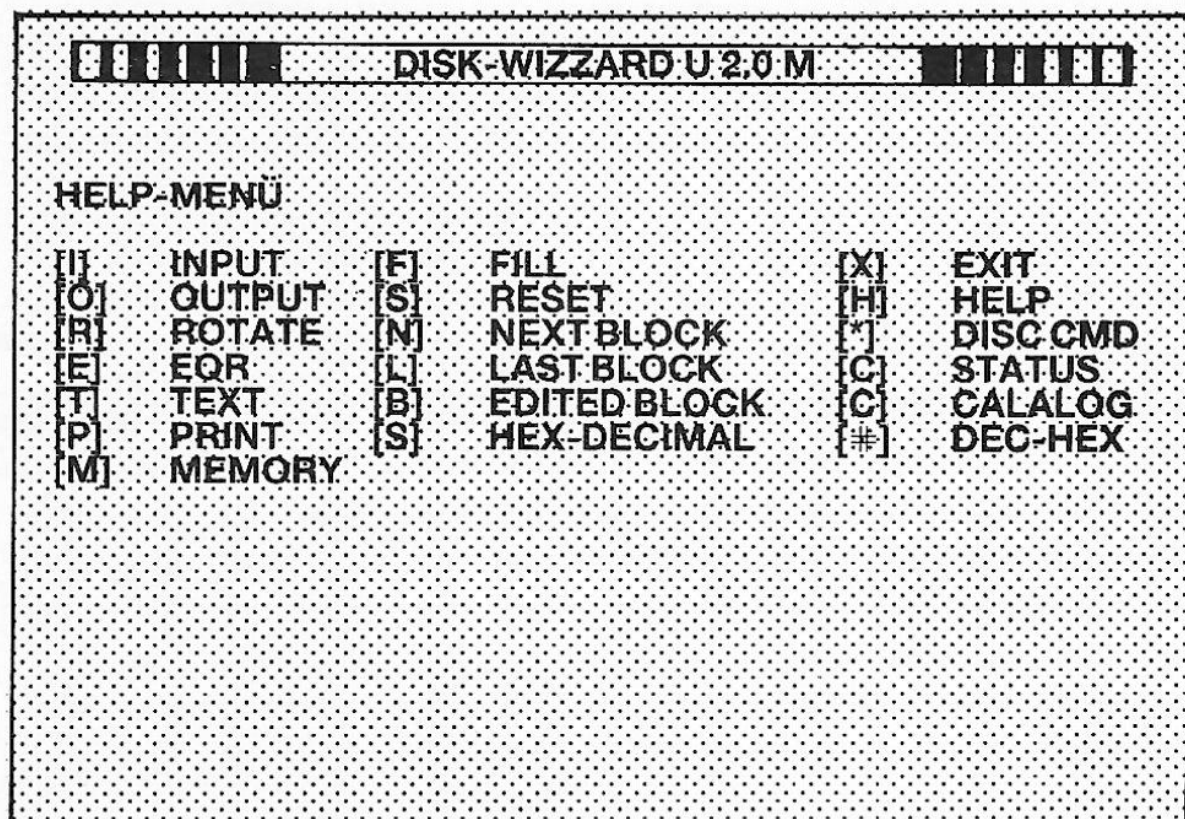 DISK-WIZZARD U 2,0 M
HELP-MENÜ
[I] INPUT [F] FILL [X] EXIT
[O] OUTPUT [S] RESET [H] HELP
[R] ROTATE [N] NEXT BLOCK [*] DISC CMD
[E] EQR [L] LAST BLOCK [C] STATUS
[T] TEXT [B] EDITED BLOCK [C] CALALOG
[P] PRINT [S] HEX-DECIMAL [#] DEC-HEX
[M] MEMORY